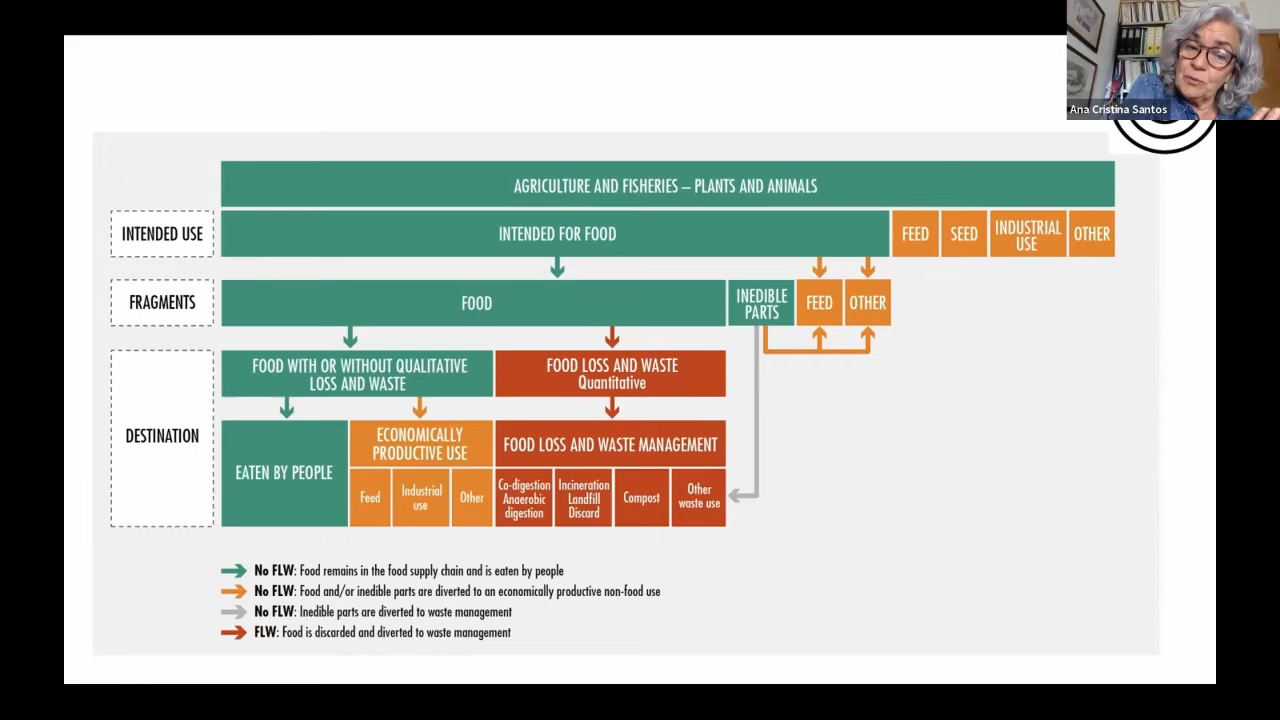 Ana Cristina Santos
AGRICULTURE AND FISHERIES – PLANTS AND ANIMALS
INTENDED USE
INTENDED FOR FOOD
FEED
SEED
INDUSTRIAL
USE
OTHER
FRAGMENTS
FOOD
INEDIBLE
PARTS
FEED
OTHER
DESTINATION
FOOD WITH OR WITHOUT QUALITATIVE
LOSS AND WASTE
FOOD LOSS AND WASTE
Quantitative
EATEN BY PEOPLE
ECONOMICALLY
PRODUCTIVE USE
Feed
Industrial
use
Other
FOOD LOSS AND WASTE MANAGEMENT
Co-digestion
Anaerobic
digestion
Incineration
Landfill
Discard
Compost
Other
waste use
No FLW: Food remains in the food supply chain and is eaten by people
No FLW: Food and/or inedible parts are diverted to an economically productive non-food use
No FLW: Inedible parts are diverted to waste management
FLW: Food is discarded and diverted to waste management